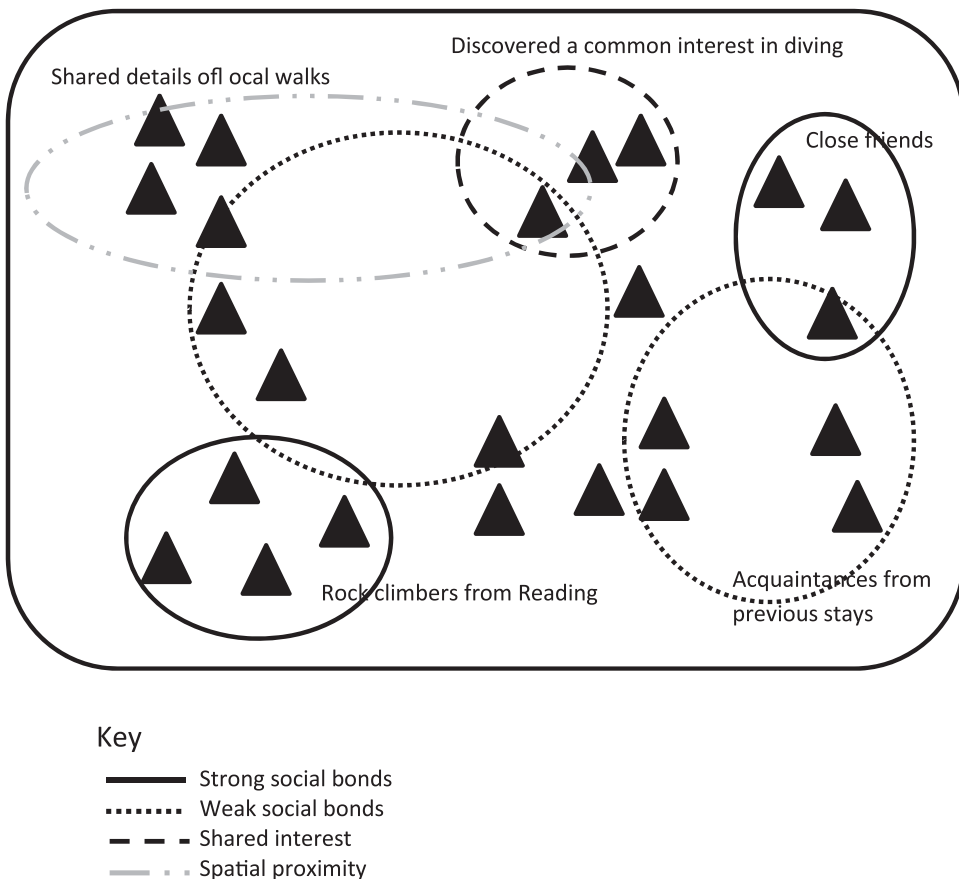 Discovered a common interest in diving
Shared details ofl ocal walks
Close friends
Acquaintances from
previous stays
Rock climbers from Reading
Key
Strong social bonds
Weak social bonds
Shared interest
Spatial proximity